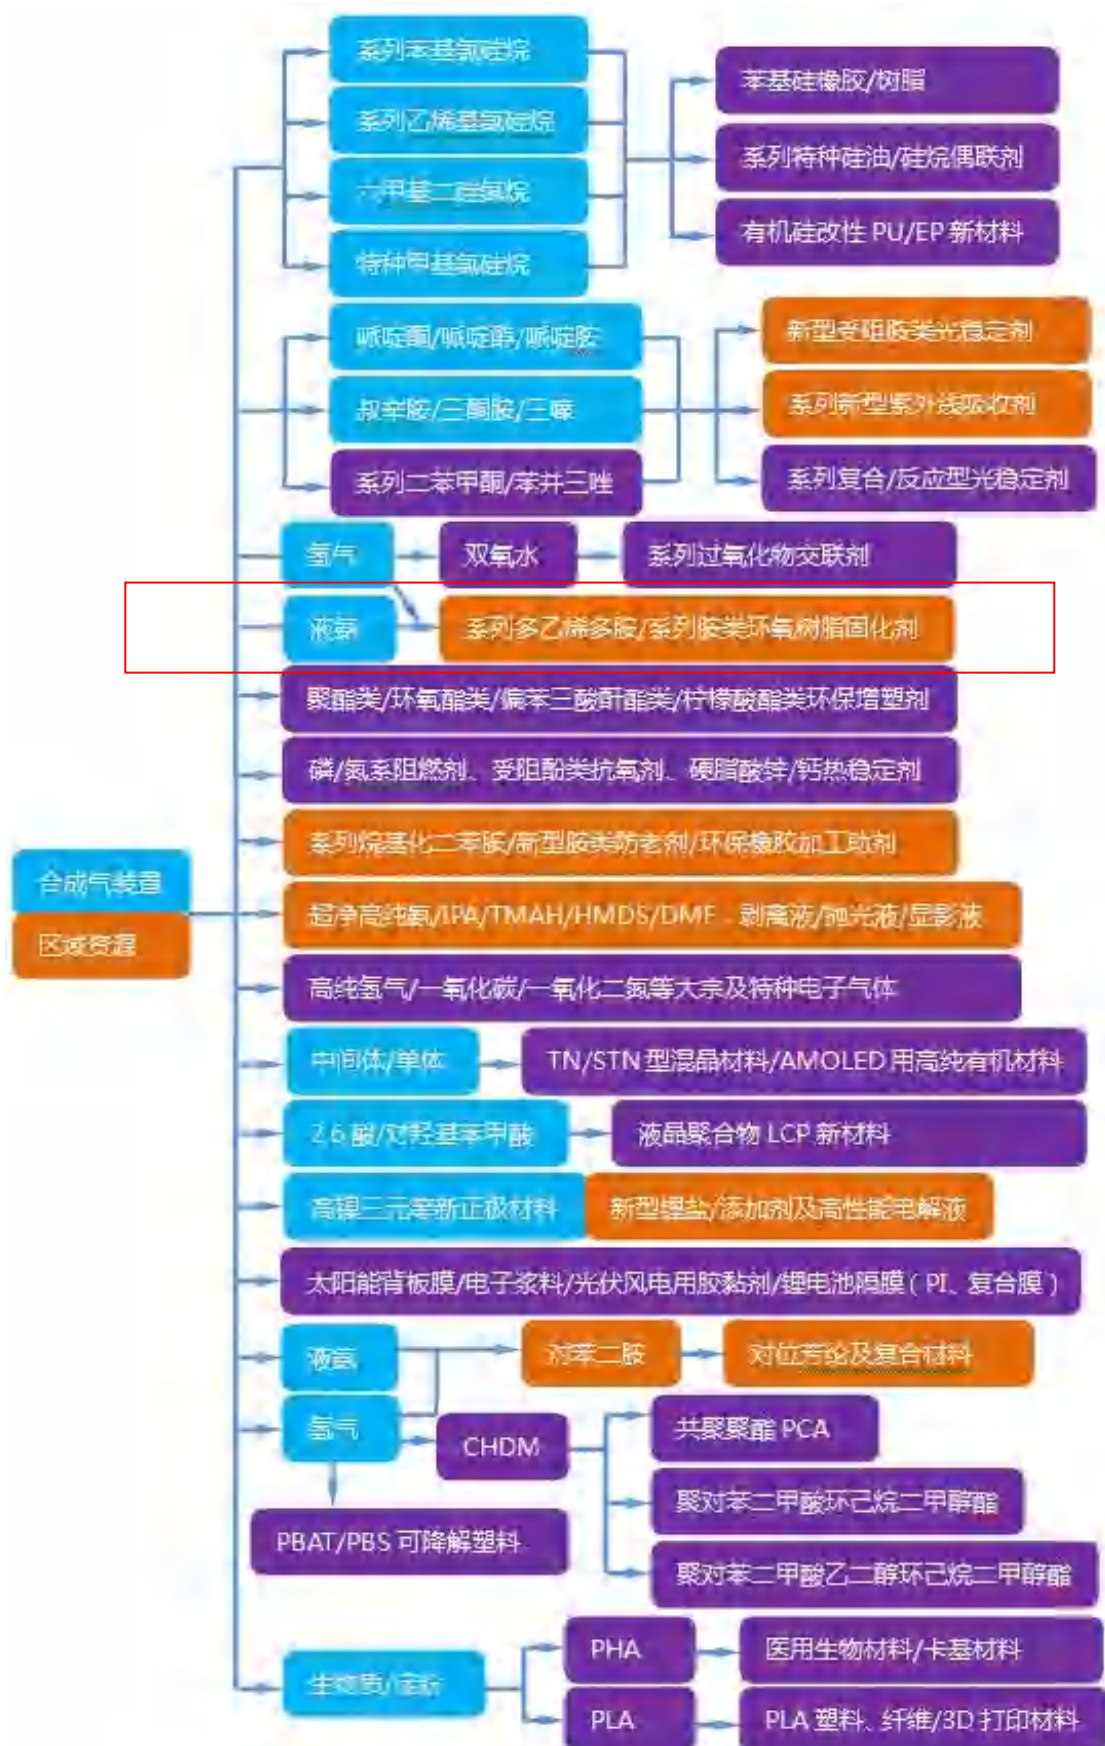 系列苯基氯硅烷
系列乙烯基氯硅烷
六甲基二硅氮烷
特种甲基氯硅烷
苯基硅橡胶/树脂
系列特种硅油/硅烷偶联剂
有机硅改性 PU/EP 新材料
哌啶酮/哌啶醇/哌啶胺
叔辛胺/三酮胺/三嗪
系列二苯甲酮/苯并三唑
新型受阻胺类光稳定剂
系列新型紫外线吸收剂
系列复合/反应型光稳定剂
氢气
双氧水
系列过氧化物交联剂
液氨
系列多乙烯多胺/系列胺类环氧树脂固化剂
聚酯类/环氧酯类/偏苯三酸酐酯类/柠檬酸酯类环保增塑剂
磷/氮系阻燃剂、受阻酚类抗氧剂、硬脂酸锌/钙热稳定剂
系列烷基化二苯胺/新型胺类防老剂/环保橡胶加工助剂
合成气装置
区域资源
超净高纯氨/IPA/TMAH/HMDS/DMF - 剥离液/抛光液/显影液
高纯氢气/一氧化碳/一氧化二氮等大宗及特种电子气体
中间体/单体
TN/STN 型混晶材料/AMOLED 用高纯有机材料
2,6 酸/对羟基苯甲酸
液晶聚合物 LCP 新材料
高镍三元等新正极材料
新型锂盐/添加剂及高性能电解液
太阳能背板膜/电子浆料/光伏风电用胶黏剂/锂电池隔膜（PI、复合膜）
液氨
对苯二胺
对位芳纶及复合材料
氢气
CHDM
共聚聚酯 PCA
聚对苯二甲酸环己烷二甲醇酯
PBAT/PBS 可降解塑料
聚对苯二甲酸乙二醇环己烷二甲醇酯
生物质/淀粉
PHA
医用生物材料/卡基材料
PLA
PLA 塑料、纤维/3D 打印材料